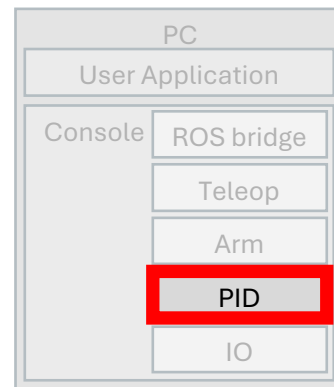 PC
User Application
Console
ROS bridge
Teleop
Arm
PID
IO